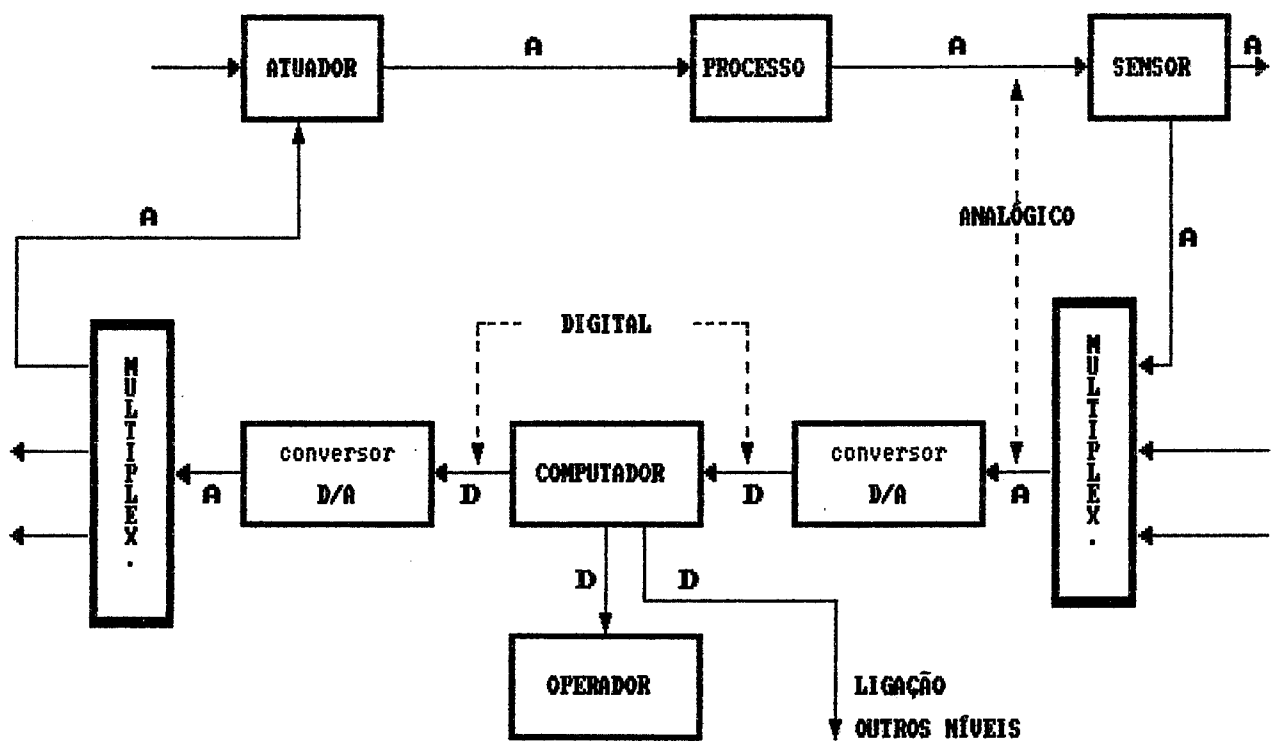 A
A
A
ATUADOR
PROCESSO
SENSOR
A
ANALÓGICO
A
DIGITAL
MULTIPLEX.
MULTIPLEX.
conversor
D/A
COMPUTADOR
conversor
D/A
A
D
D
A
D
D
OPERADOR
LIGAÇÃO
OUTROS NÍVEIS